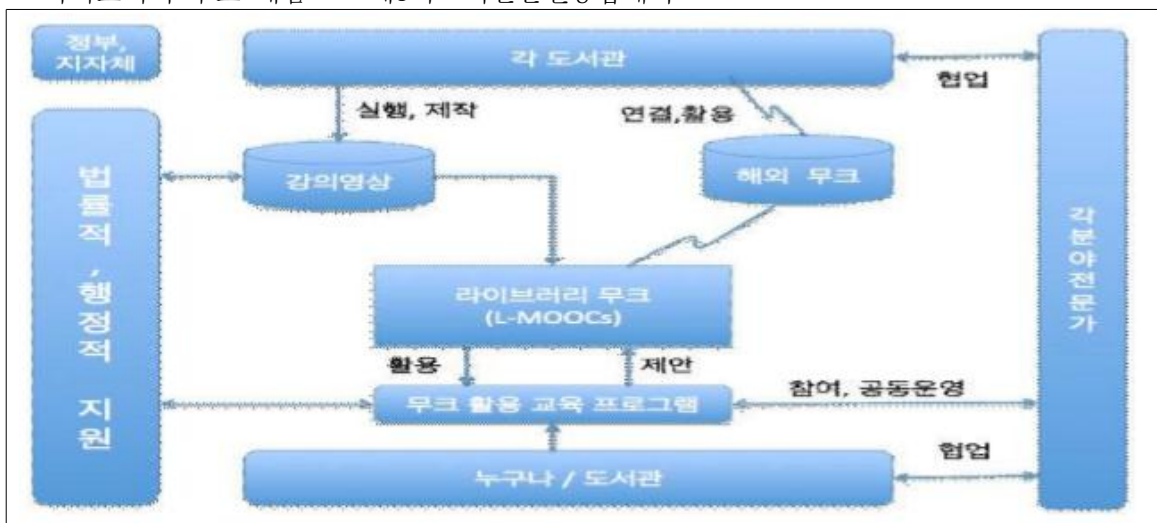 정부,
지자체
각 도서관
협업
실행, 제작
연결,활용
강의영상
해외 무크
법률적,행정적 지원
각분야전문가
라이브러리 무크
(L-MOOCs)
활용
제안
무크 활용 교육 프로그램
참여, 공동운영
협업
누구나 / 도서관